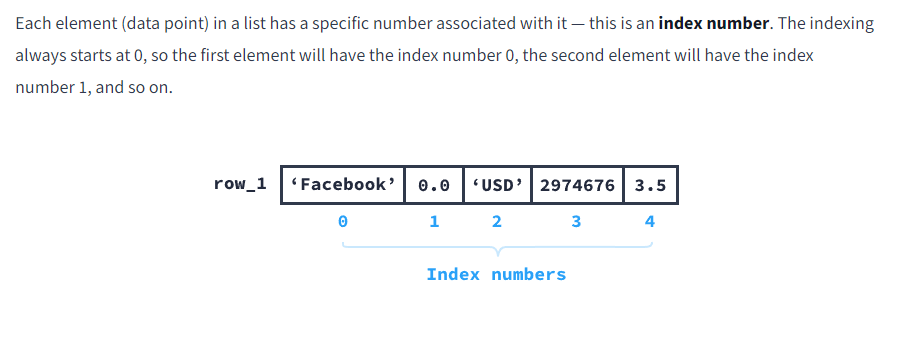 Each element (data point) in a list has a specific number associated with it — this is an index number. The indexing
always starts at 0, so the first element will have the index number 0, the second element will have the index
number 1, and so on.
row_1 ‘Facebook’ 0.0 ‘USD’ 2974676 3.5
0 1 2 3 4
Index numbers